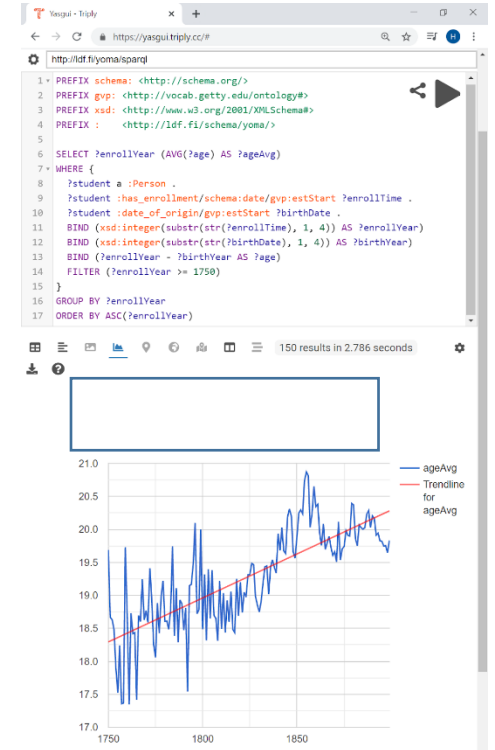 Yasgui - Triply
https://yasgui.triply.cc/#
H
http://ldf.fi/yoma/sparql
1 PREFIX schema: <http://schema.org/>
2 PREFIX gvp: <http://vocab.getty.edu/ontology#>
3 PREFIX xsd: <http://www.w3.org/2001/XMLSchema#>
4 PREFIX : <http://ldf.fi/schema/yoma/>
5
6 SELECT ?enrollYear (AVG(?age) AS ?ageAvg)
7 WHERE {
8 ?student a :Person .
9 ?student :has_enrollment/schema:date/gvp:estStart ?enrollTime .
10 ?student :date_of_origin/gvp:estStart ?birthDate .
11 BIND (xsd:integer(substr(str(?enrollTime), 1, 4)) AS ?enrollYear)
12 BIND (xsd:integer(substr(str(?birthDate), 1, 4)) AS ?birthYear)
13 BIND (?enrollYear - ?birthYear AS ?age)
14 FILTER (?enrollYear >= 1750)
15 }
16 GROUP BY ?enrollYear
17 ORDER BY ASC(?enrollYear)
150 results in 2.786 seconds
21.0
20.5
20.0
19.5
19.0
18.5
18.0
17.5
17.0
1750 1800 1850
ageAvg
Trendline
for
ageAvg